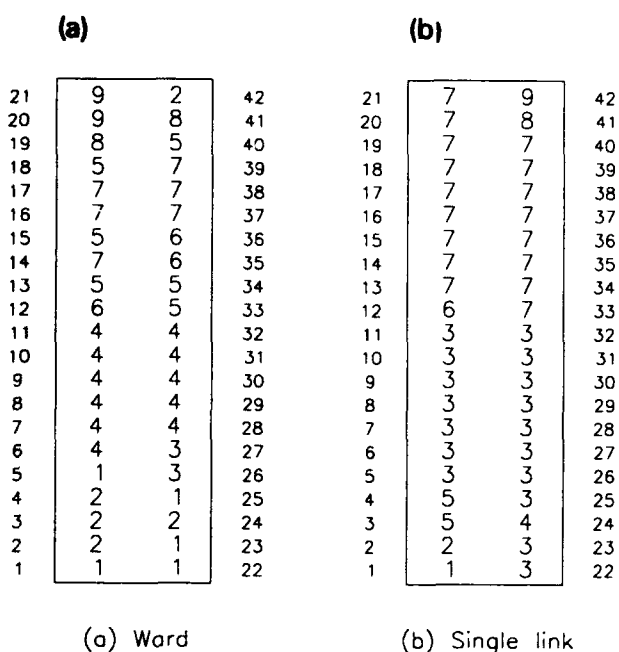 (a) (b)
21 9 2 42 21 7 9 42
20 9 8 41 20 7 8 41
19 8 5 40 19 7 7 40
18 5 7 39 18 7 7 39
17 7 7 38 17 7 7 38
16 7 7 37 16 7 7 37
15 5 6 36 15 7 7 36
14 7 6 35 14 7 7 35
13 5 5 34 13 7 7 34
12 6 5 33 12 6 7 33
11 4 4 32 11 3 3 32
10 4 4 31 10 3 3 31
9 4 4 30 9 3 3 30
8 4 4 29 8 3 3 29
7 4 4 28 7 3 3 28
6 4 3 27 6 3 3 27
5 1 3 26 5 3 3 26
4 2 1 25 4 5 3 25
3 2 2 24 3 5 4 24
2 2 1 23 2 2 3 23
1 1 1 22 1 1 3 22
(a) Ward (b) Single link